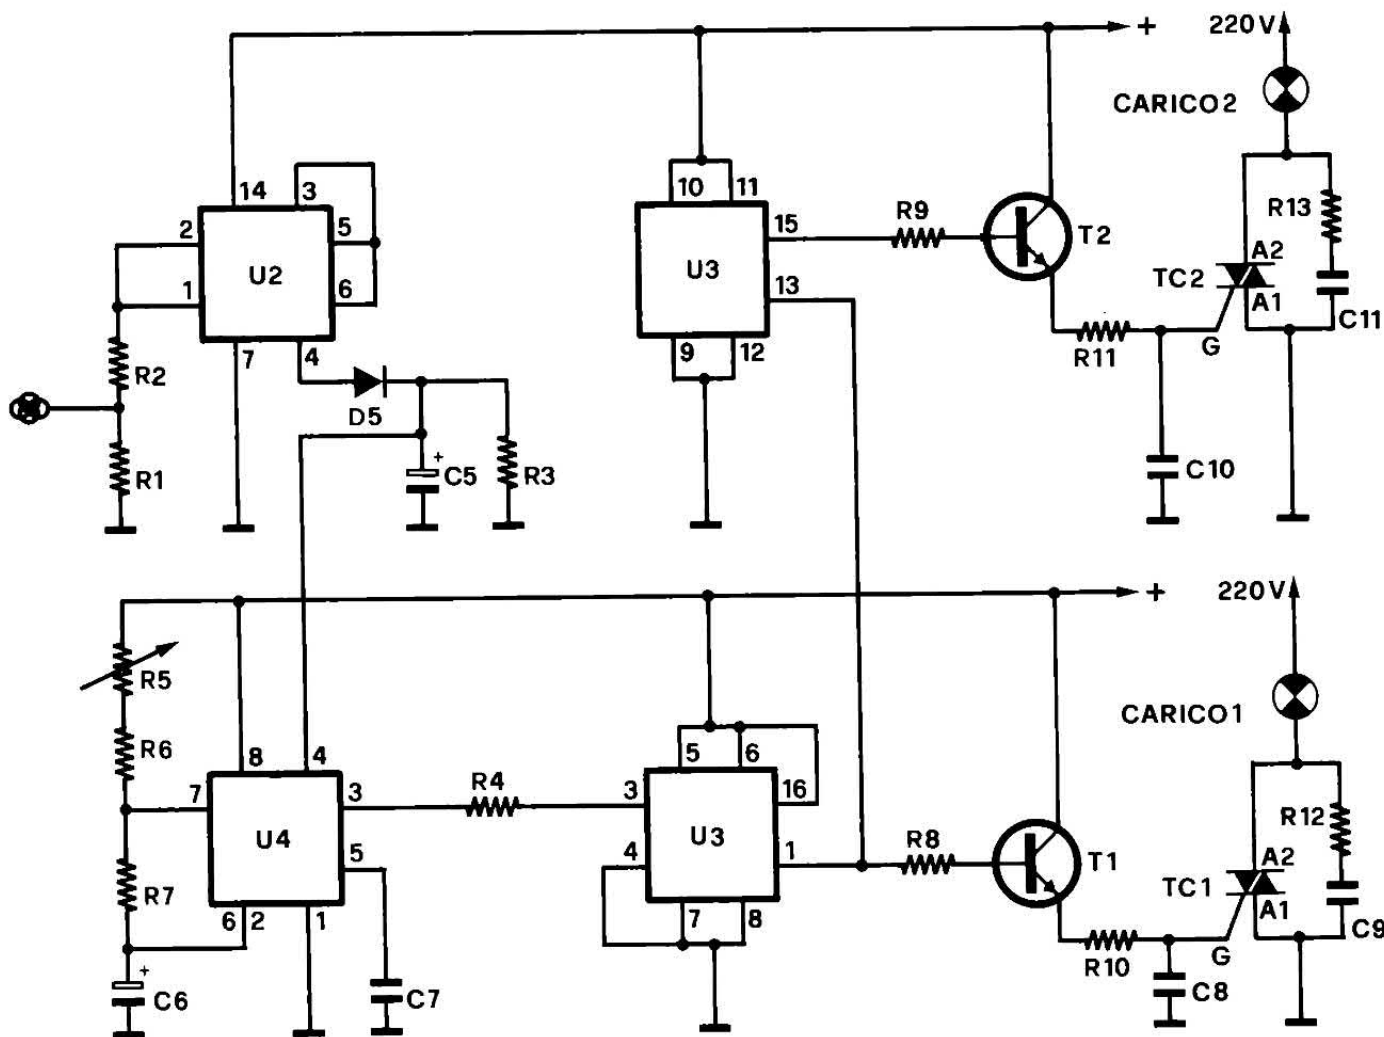 +
220V
CARICO2
14 3
2 5
U2
1 6
7 4
R2
D5
R1
+
C5
R3
10 11
15
U3
13
9 12
R9
T2
R11
C10
R13
A2
TC2
A1
G
C11
+
220V
CARICO1
R5
R6
8 4
7 3
U4
5
R7
6 2 1
+
C6
C7
R4
5 6
3 16
U3
4 1
7 8
R8
T1
R10
C8
R12
A2
TC1
A1
G
C9